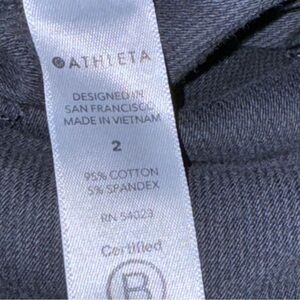 ATHLETA
DESIGNED IN
SAN FRANCISCO
MADE IN VIETNAM
2
95% COTTON
5% SPANDEX
RN 54023
Certified
B